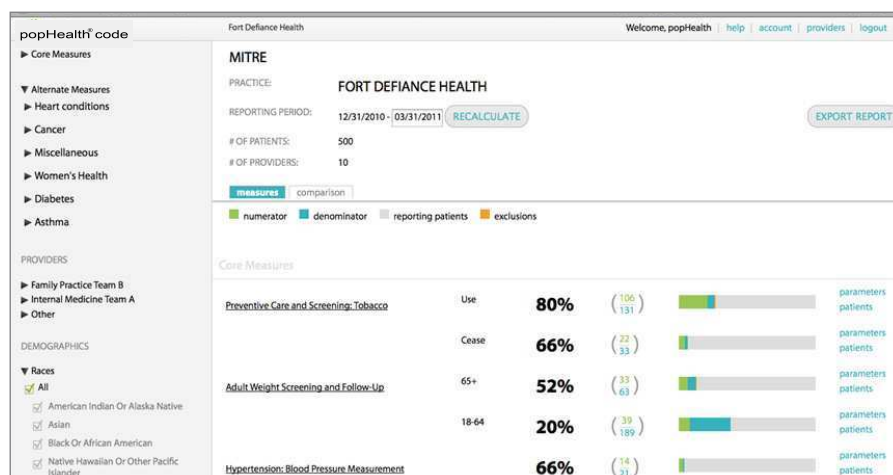 popHealth® code
Fort Defiance Health
Welcome, popHealth | help | account | providers | logout
▶ Core Measures
▼ Alternate Measures
▶ Heart conditions
▶ Cancer
▶ Miscellaneous
▶ Women's Health
▶ Diabetes
▶ Asthma
PROVIDERS
▶ Family Practice Team B
▶ Internal Medicine Team A
▶ Other
DEMOGRAPHICS
▼ Races
All
American Indian Or Alaska Native
Asian
Black Or African American
Native Hawaiian Or Other Pacific
Islander
MITRE
PRACTICE: FORT DEFIANCE HEALTH
REPORTING PERIOD: 12/31/2010 - 03/31/2011 RECALCULATE EXPORT REPORT
# OF PATIENTS: 500
# OF PROVIDERS: 10
measures comparison
numerator denominator reporting patients exclusions
Core Measures
Preventive Care and Screening: Tobacco Use 80% (106/131) parameters
patients
Cease 66% (22/33) parameters
patients
Adult Weight Screening and Follow-Up 65+ 52% (33/63) parameters
patients
18-64 20% (39/189) parameters
patients
Hypertension: Blood Pressure Measurement 66% (14/21) parameters
patients